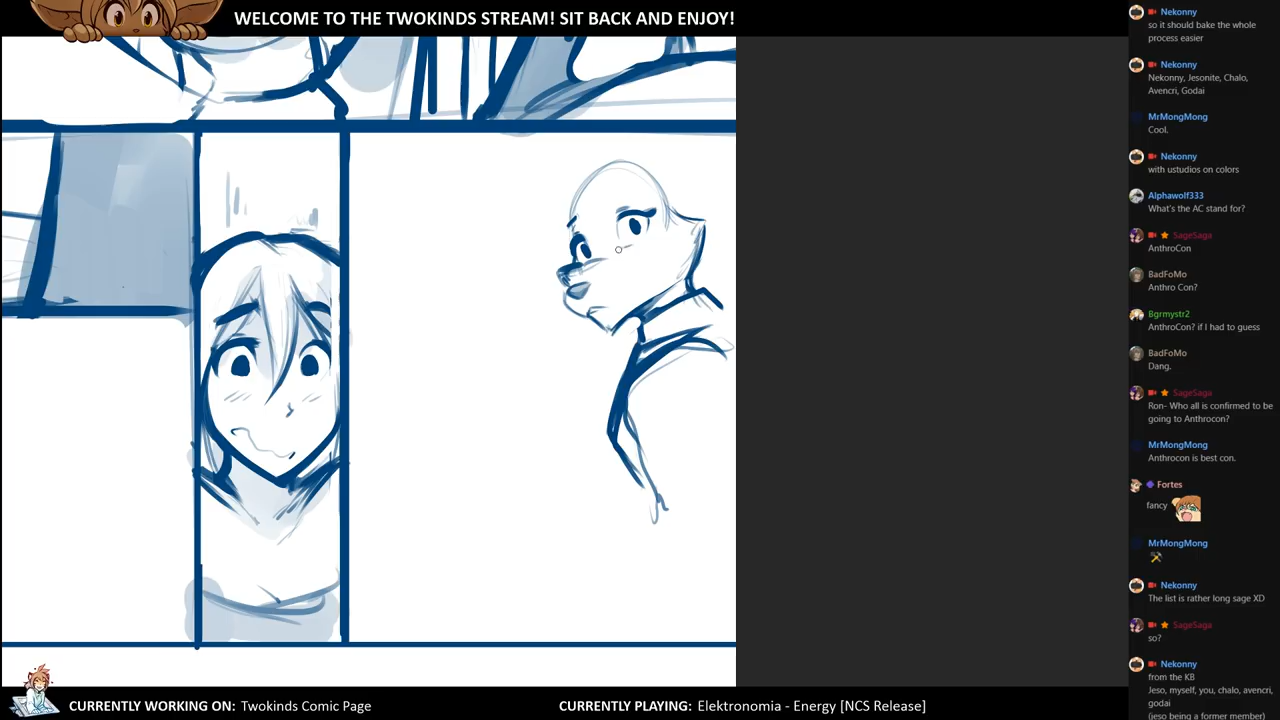 WELCOME TO THE TWOKINDS STREAM! SIT BACK AND ENJOY!
Nekonny
so it should bake the whole
process easier
Nekonny
Nekonny, Jesonite, Chalo,
Avencri, Godai
MrMongMong
Cool.
Nekonny
with ustudios on colors
Alphawolf333
What's the AC stand for?
SageSaga
AnthroCon
BadFoMo
Anthro Con?
Bgrmystr2
AnthroCon? if I had to guess
BadFoMo
Dang.
SageSaga
Ron- Who all is confirmed to be
going to Anthrocon?
MrMongMong
Anthrocon is best con.
Fortes
fancy
MrMongMong
Nekonny
The list is rather long sage XD
SageSaga
so?
Nekonny
from the KB
Jeso, myself, you, chalo, avencri,
godai
(jeso being a former member)
CURRENTLY WORKING ON: Twokinds Comic Page
CURRENTLY PLAYING: Elektronomia - Energy [NCS Release]